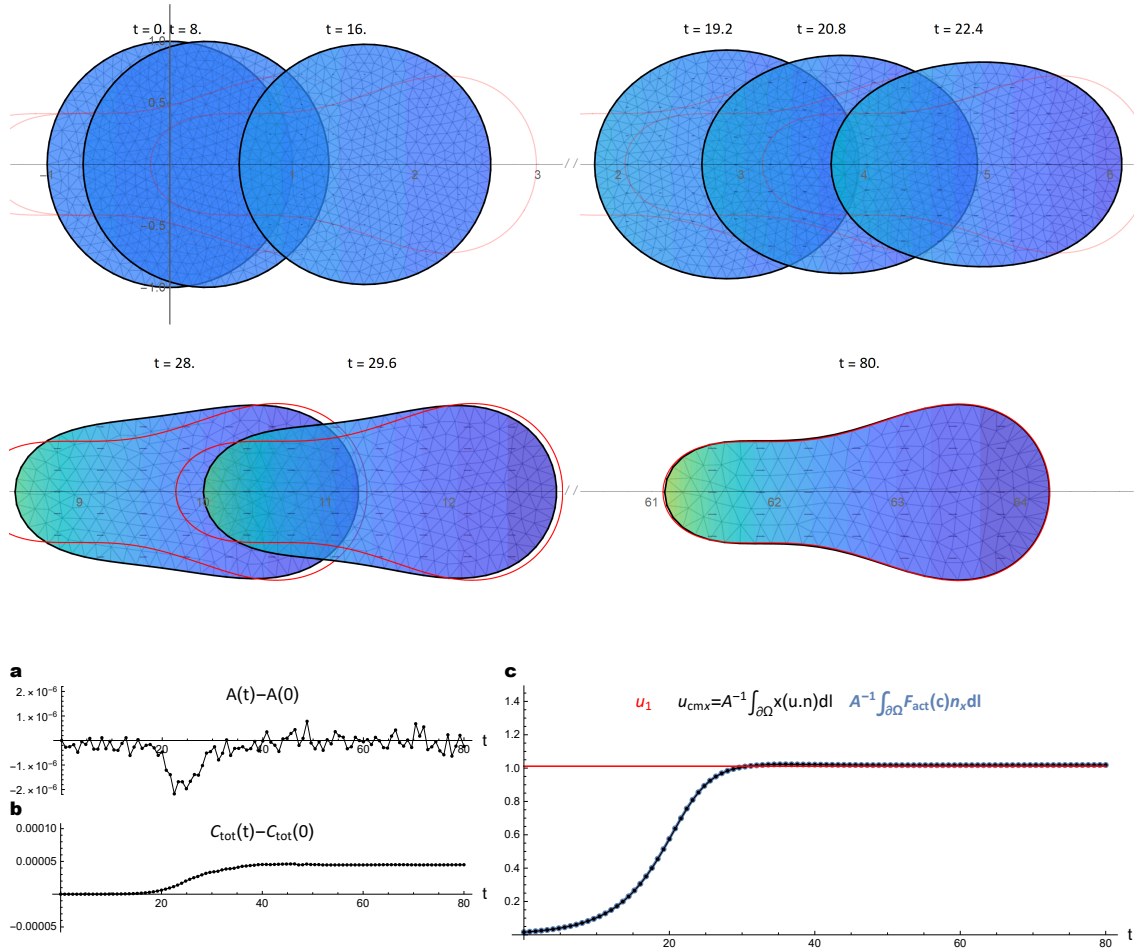 t = 0. t = 8. t = 16.
1.0
0.5
-1 1 2 3
-0.5
-1.0
t = 19.2 t = 20.8 t = 22.4
// 2 3 4 5 6
t = 28. t = 29.6
9 10 11 12 //
t = 80.
61 62 63 64
a
A(t)−A(0)
2. × 10⁻⁶
1. × 10⁻⁶
20 40 60 80 t
-1. × 10⁻⁶
-2. × 10⁻⁶
b
C_tot(t)−C_tot(0)
0.00010
0.00005
20 40 60 80 t
−0.00005
c
u₁ u_cmx=A⁻¹∫_∂Ω x(u.n)dl A⁻¹∫_∂Ω F_act(c)n_x dl
1.4
1.2
1.0
0.8
0.6
0.4
0.2
20 40 60 80 t